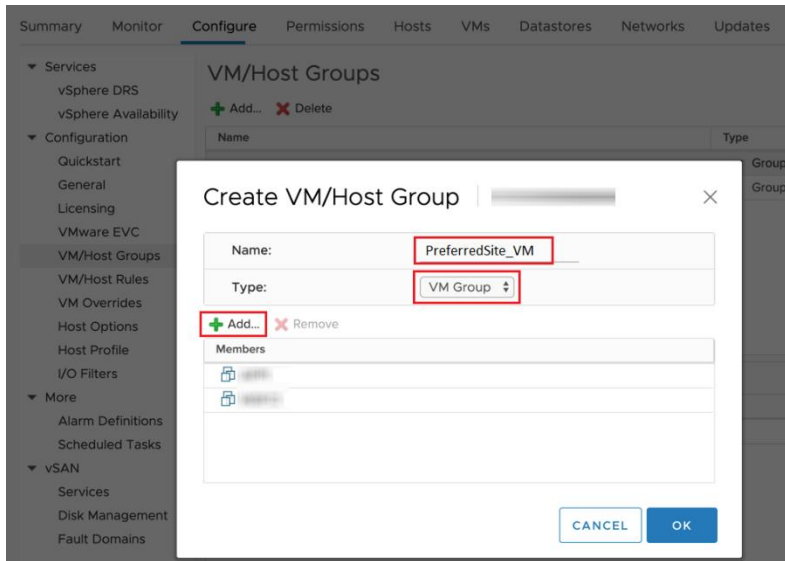 Summary Monitor Configure Permissions Hosts VMs Datastores Networks Updates
Services
vSphere DRS
vSphere Availability
Configuration
Quickstart
General
Licensing
VMware EVC
VM/Host Groups
VM/Host Rules
VM Overrides
Host Options
Host Profile
I/O Filters
More
Alarm Definitions
Scheduled Tasks
vSAN
Services
Disk Management
Fault Domains
VM/Host Groups
Add... Delete
Name Type
Group
Group
Create VM/Host Group
Name: PreferredSite_VM
Type: VM Group
Add... Remove
Members
CANCEL OK